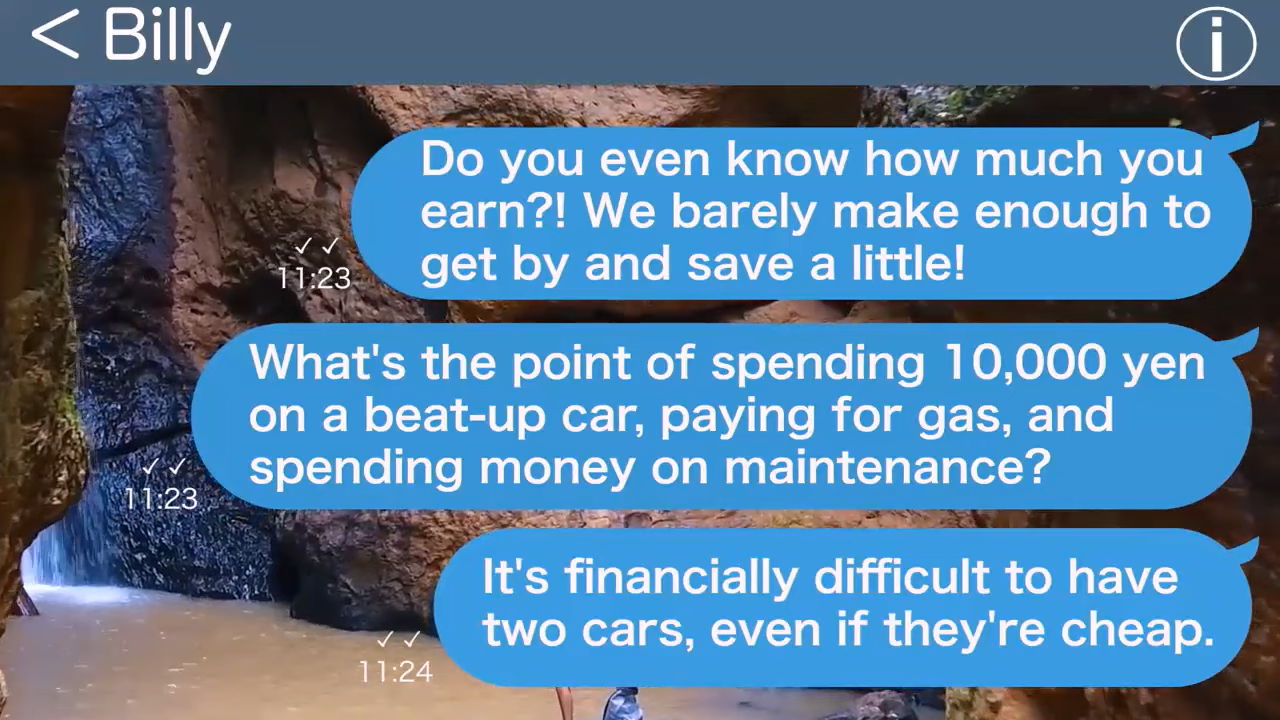 < Billy
i
Do you even know how much you
earn?! We barely make enough to
get by and save a little!
✓✓
11:23
What's the point of spending 10,000 yen
on a beat-up car, paying for gas, and
spending money on maintenance?
✓✓
11:23
It's financially difficult to have
two cars, even if they're cheap.
✓✓
11:24